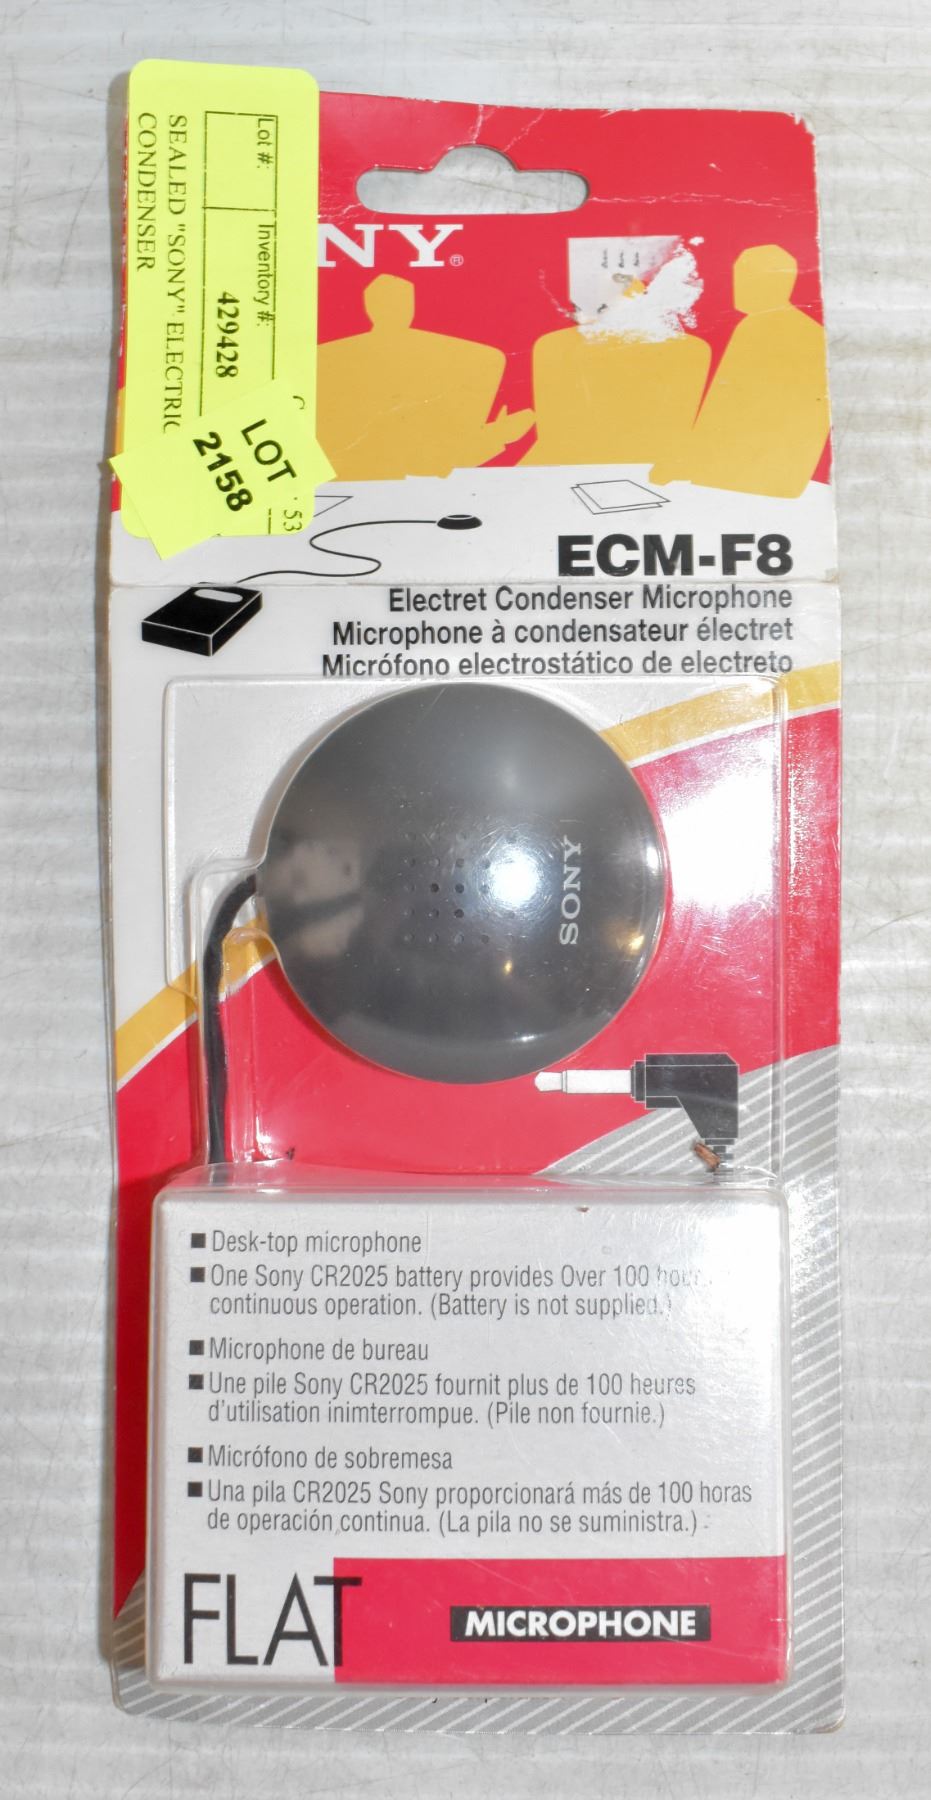 Lot #:
Inventory #:
429428
SEALED "SONY" ELECTRIC
CONDENSER
LOT
2158
53
NY®
ECM-F8
Electret Condenser Microphone
Microphone à condensateur électret
Micrófono electrostático de electreto
SONY
■ Desk-top microphone
■ One Sony CR2025 battery provides Over 100 hour
continuous operation. (Battery is not supplied.)
■ Microphone de bureau
■ Une pile Sony CR2025 fournit plus de 100 heures
d'utilisation inimterrompue. (Pile non fournie.)
■ Micrófono de sobremesa
■ Una pila CR2025 Sony proporcionará más de 100 horas
de operación continua. (La pila no se suministra.)
FLAT
MICROPHONE